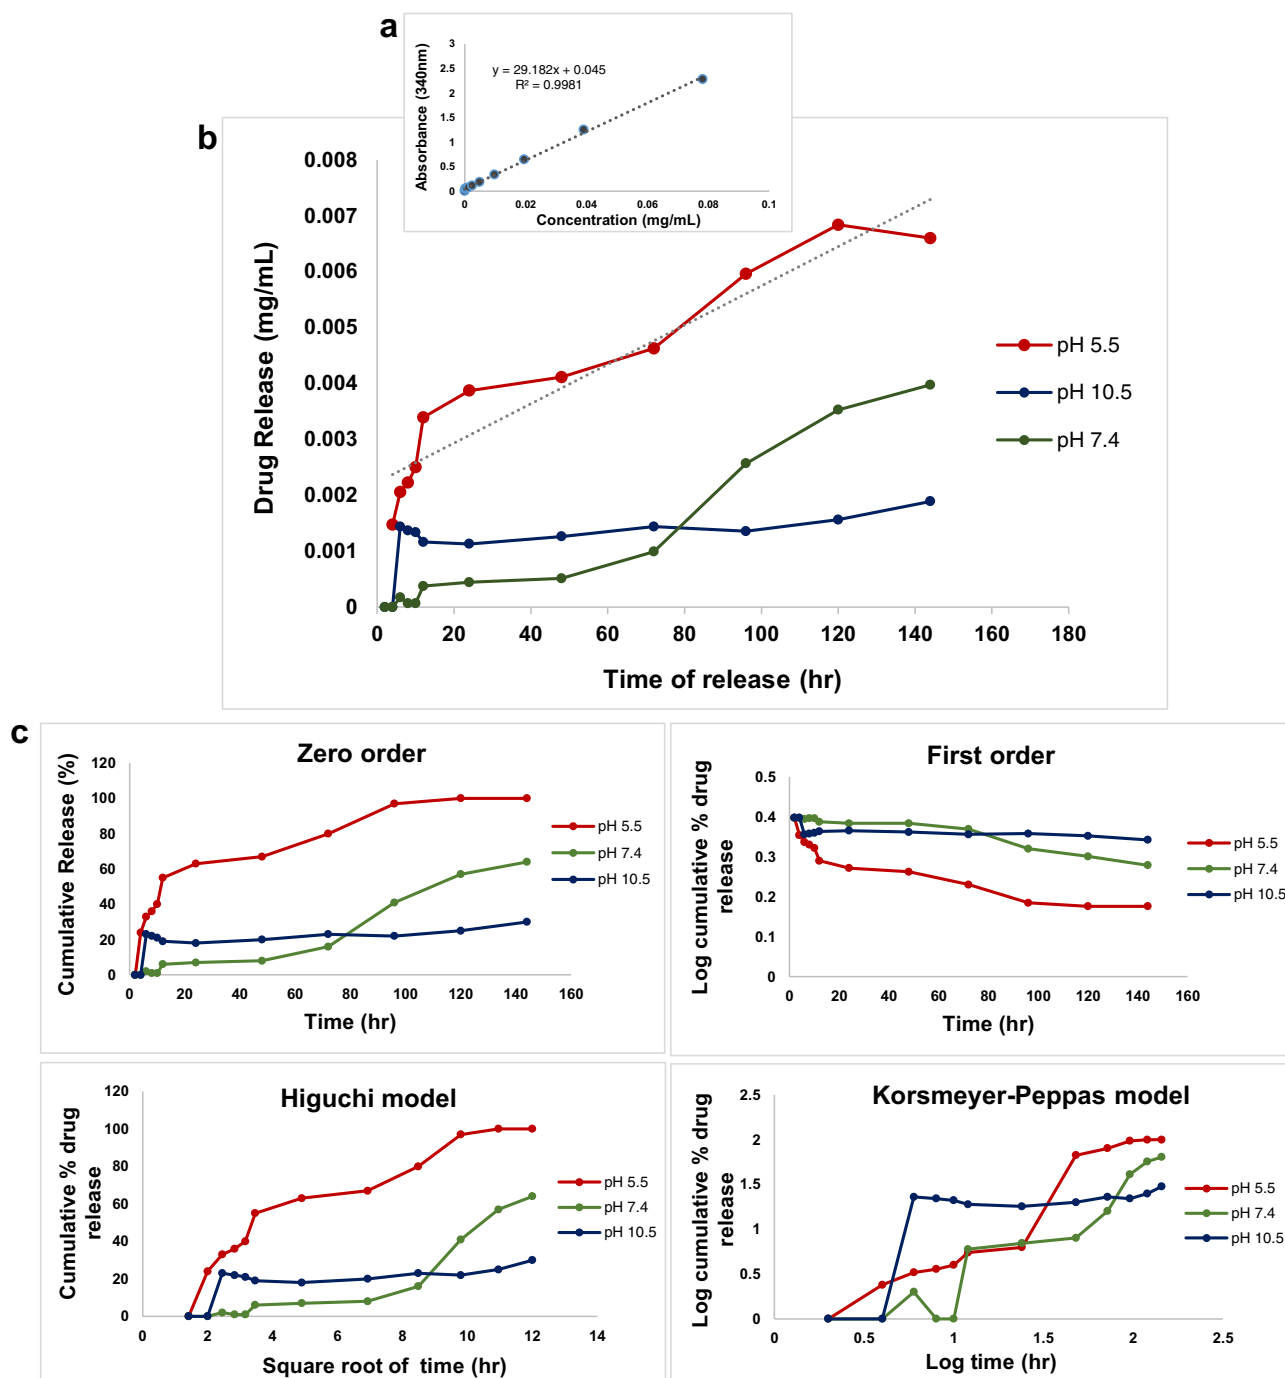 a
Absorbance (340nm)
3
2.5
2
1.5
1
0.5
0
y = 29.182x + 0.045
R² = 0.9981
0 0.02 0.04 0.06 0.08 0.1
Concentration (mg/mL)
b
Drug Release (mg/mL)
0.008
0.007
0.006
0.005
0.004
0.003
0.002
0.001
0
0 20 40 60 80 100 120 140 160 180
Time of release (hr)
pH 5.5
pH 10.5
pH 7.4
c
Zero order
Cumulative Release (%)
120
100
80
60
40
20
0
0 20 40 60 80 100 120 140 160
Time (hr)
pH 5.5
pH 7.4
pH 10.5
First order
Log cumulative % drug
release
0.5
0.4
0.3
0.2
0.1
0
0 20 40 60 80 100 120 140 160
Time (hr)
pH 5.5
pH 7.4
pH 10.5
Higuchi model
Cumulative % drug
release
120
100
80
60
40
20
0
0 2 4 6 8 10 12 14
Square root of time (hr)
pH 5.5
pH 7.4
pH 10.5
Korsmeyer-Peppas model
Log cumulative % drug
release
2.5
2
1.5
1
0.5
0
0 0.5 1 1.5 2 2.5
Log time (hr)
pH 5.5
pH 7.4
pH 10.5